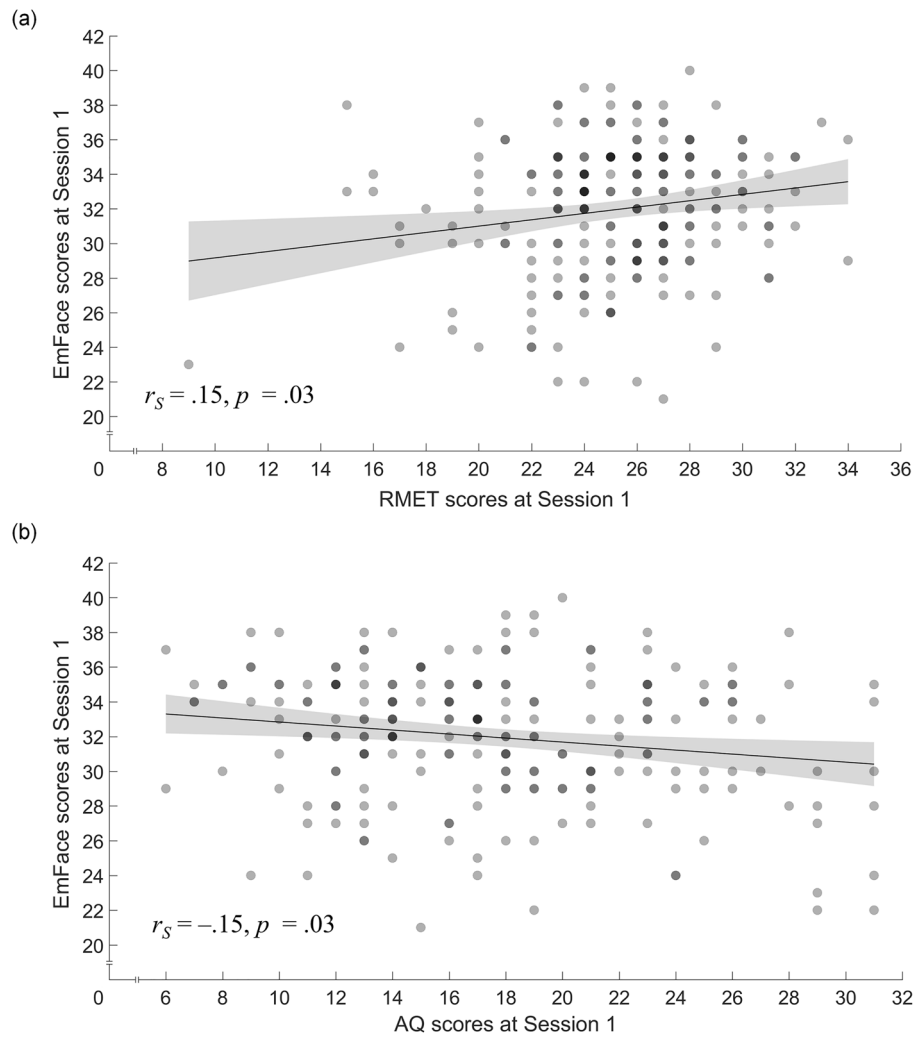 (a)
42
40
38
36
34
32
30
28
26
24
22
20
EmFace scores at Session 1
rS = .15, p = .03
0 8 10 12 14 16 18 20 22 24 26 28 30 32 34 36
RMET scores at Session 1
(b)
42
40
38
36
34
32
30
28
26
24
22
20
EmFace scores at Session 1
rS = –.15, p = .03
0 6 8 10 12 14 16 18 20 22 24 26 28 30 32
AQ scores at Session 1